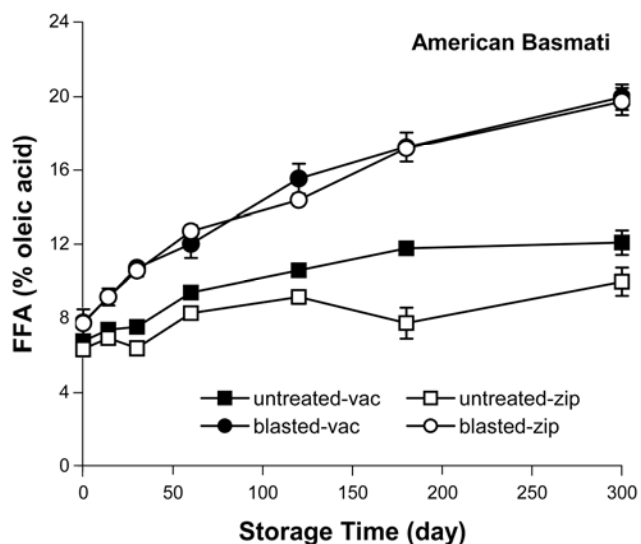 American Basmati
24
20
16
12
8
4
0
FFA (% oleic acid)
untreated-vac
untreated-zip
blasted-vac
blasted-zip
0 50 100 150 200 250 300
Storage Time (day)